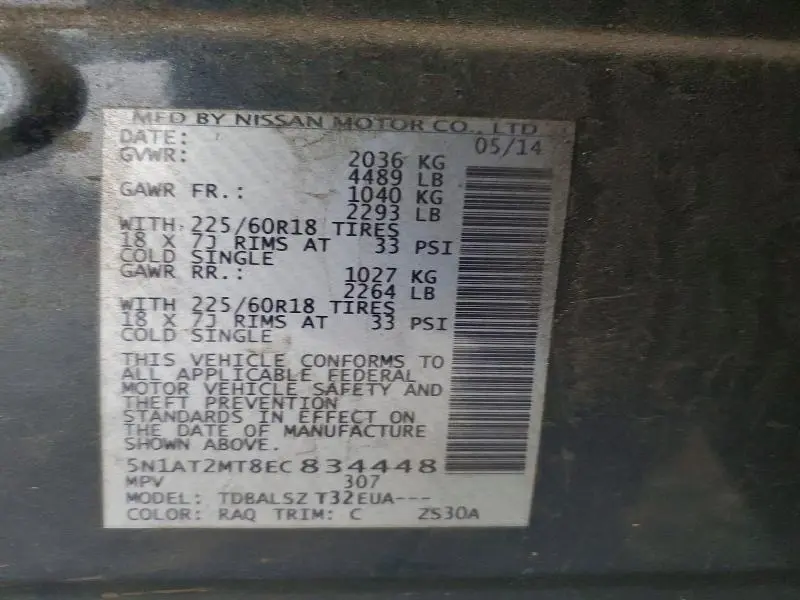 MFD BY NISSAN MOTOR CO., LTD
DATE: 05/14
GVWR: 2036 KG
4489 LB
GAWR FR.: 1040 KG
2293 LB
WITH 225/60R18 TIRES
18 X 7J RIMS AT 33 PSI
COLD SINGLE
GAWR RR.: 1027 KG
2264 LB
WITH 225/60R18 TIRES
18 X 7J RIMS AT 33 PSI
COLD SINGLE
THIS VEHICLE CONFORMS TO
ALL APPLICABLE FEDERAL
MOTOR VEHICLE SAFETY AND
THEFT PREVENTION
STANDARDS IN EFFECT ON
THE DATE OF MANUFACTURE
SHOWN ABOVE.
5N1AT2MT8EC834448
MPV 307
MODEL: TDBALSZ T32EUA---
COLOR: RAQ TRIM: C ZS30A